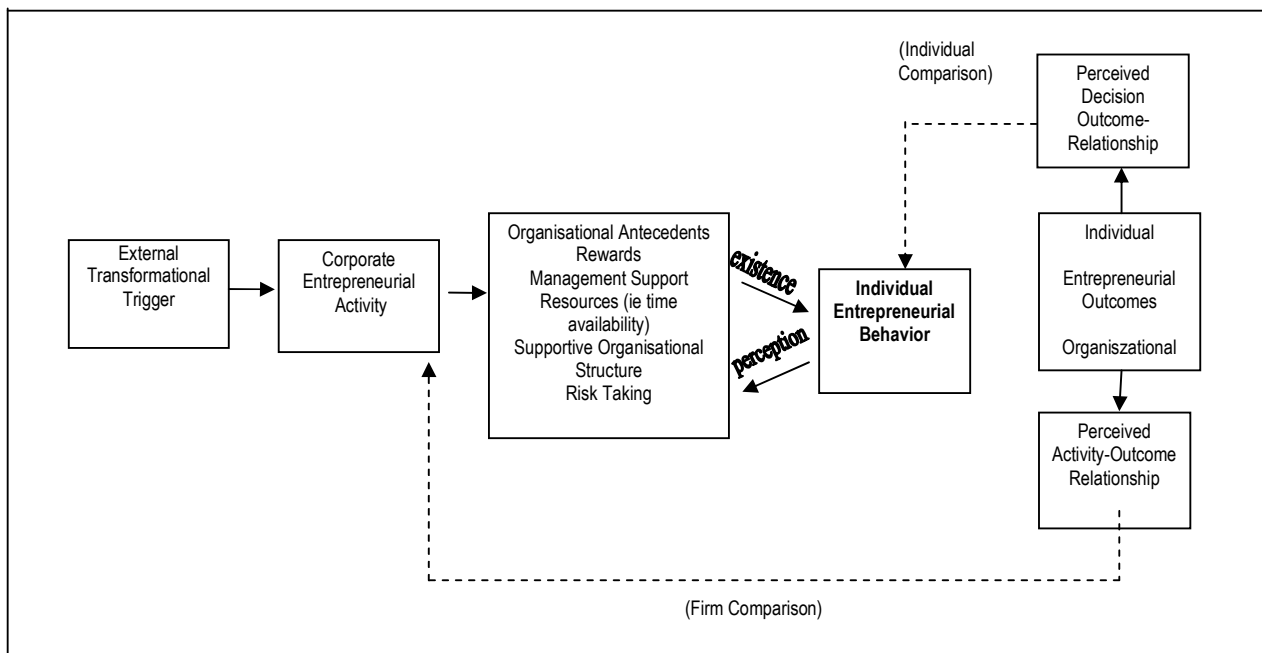 External
Transformational
Trigger
Corporate
Entrepreneurial
Activity
Organisational Antecedents
Rewards
Management Support
Resources (ie time
availability)
Supportive Organisational
Structure
Risk Taking
existence
perception
Individual
Entrepreneurial
Behavior
(Individual
Comparison)
Perceived
Decision
Outcome-
Relationship
Individual
Entrepreneurial
Outcomes
Organiszational
Perceived
Activity-Outcome
Relationship
(Firm Comparison)